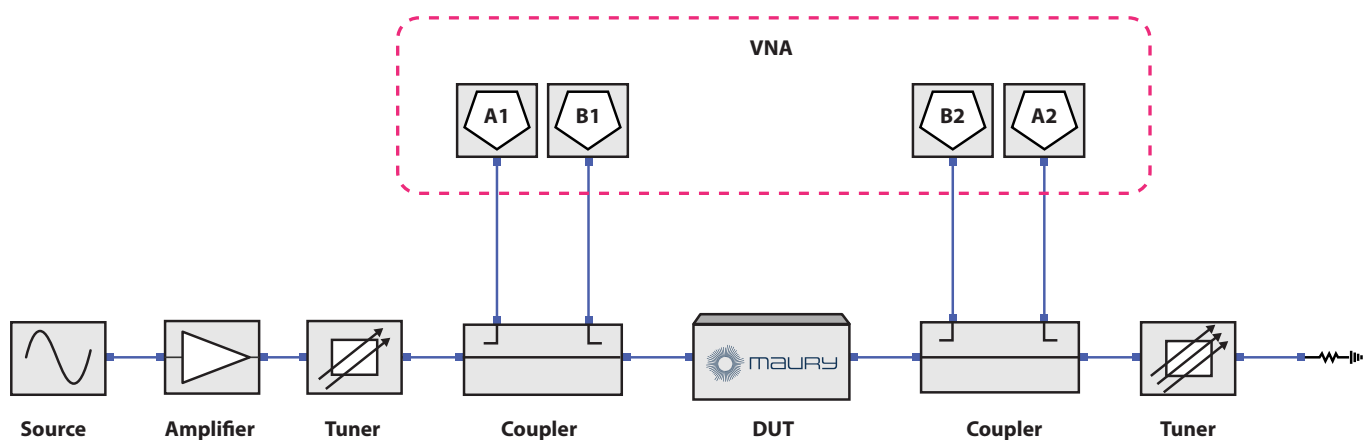 VNA
A1 B1 B2 A2
MAURY
Source Amplifier Tuner Coupler DUT Coupler Tuner